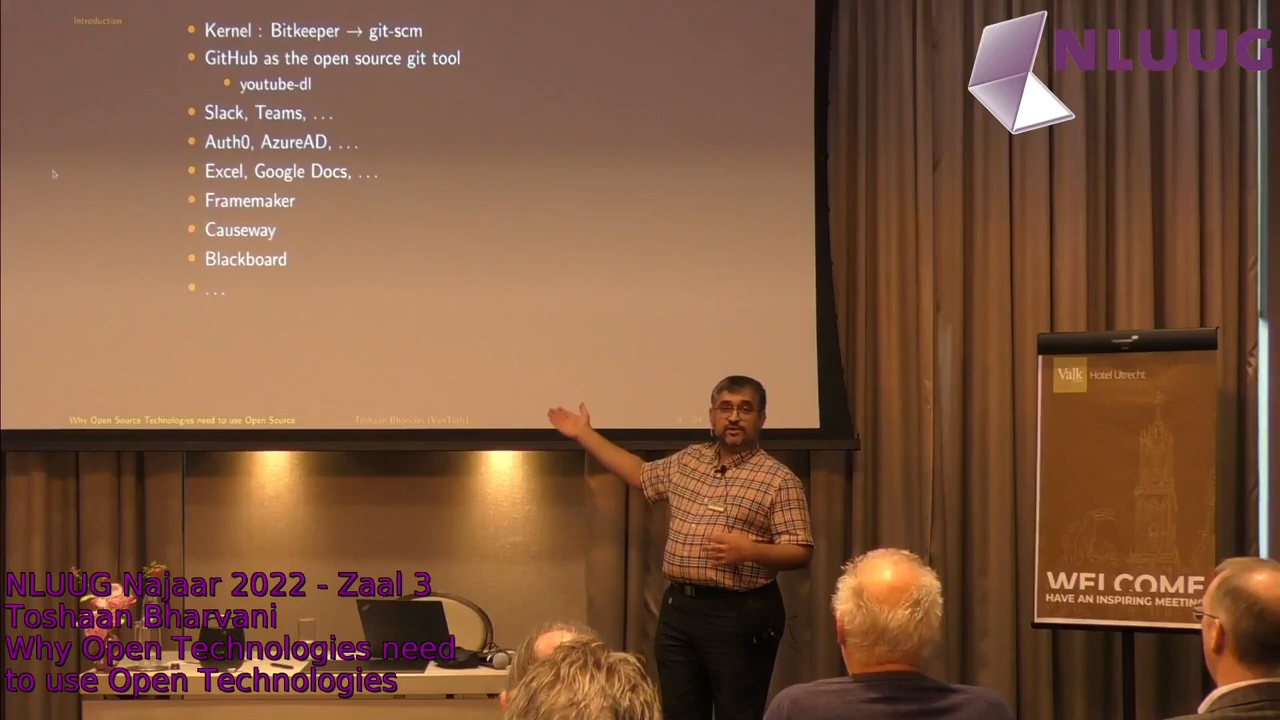 Introduction
• Kernel : Bitkeeper → git-scm
• GitHub as the open source git tool
• youtube-dl
• Slack, Teams, ...
• Auth0, AzureAD, ...
• Excel, Google Docs, ...
• Framemaker
• Causeway
• Blackboard
• ...
Why Open Source Technologies need to use Open Source
Toshaan Bharvani (VanTosh)
NLUUG
Valk Hotel Utrecht
WELCOME
HAVE AN INSPIRING MEETING
NLUUG Najaar 2022 - Zaal 3
Toshaan Bharvani
Why Open Technologies need
to use Open Technologies